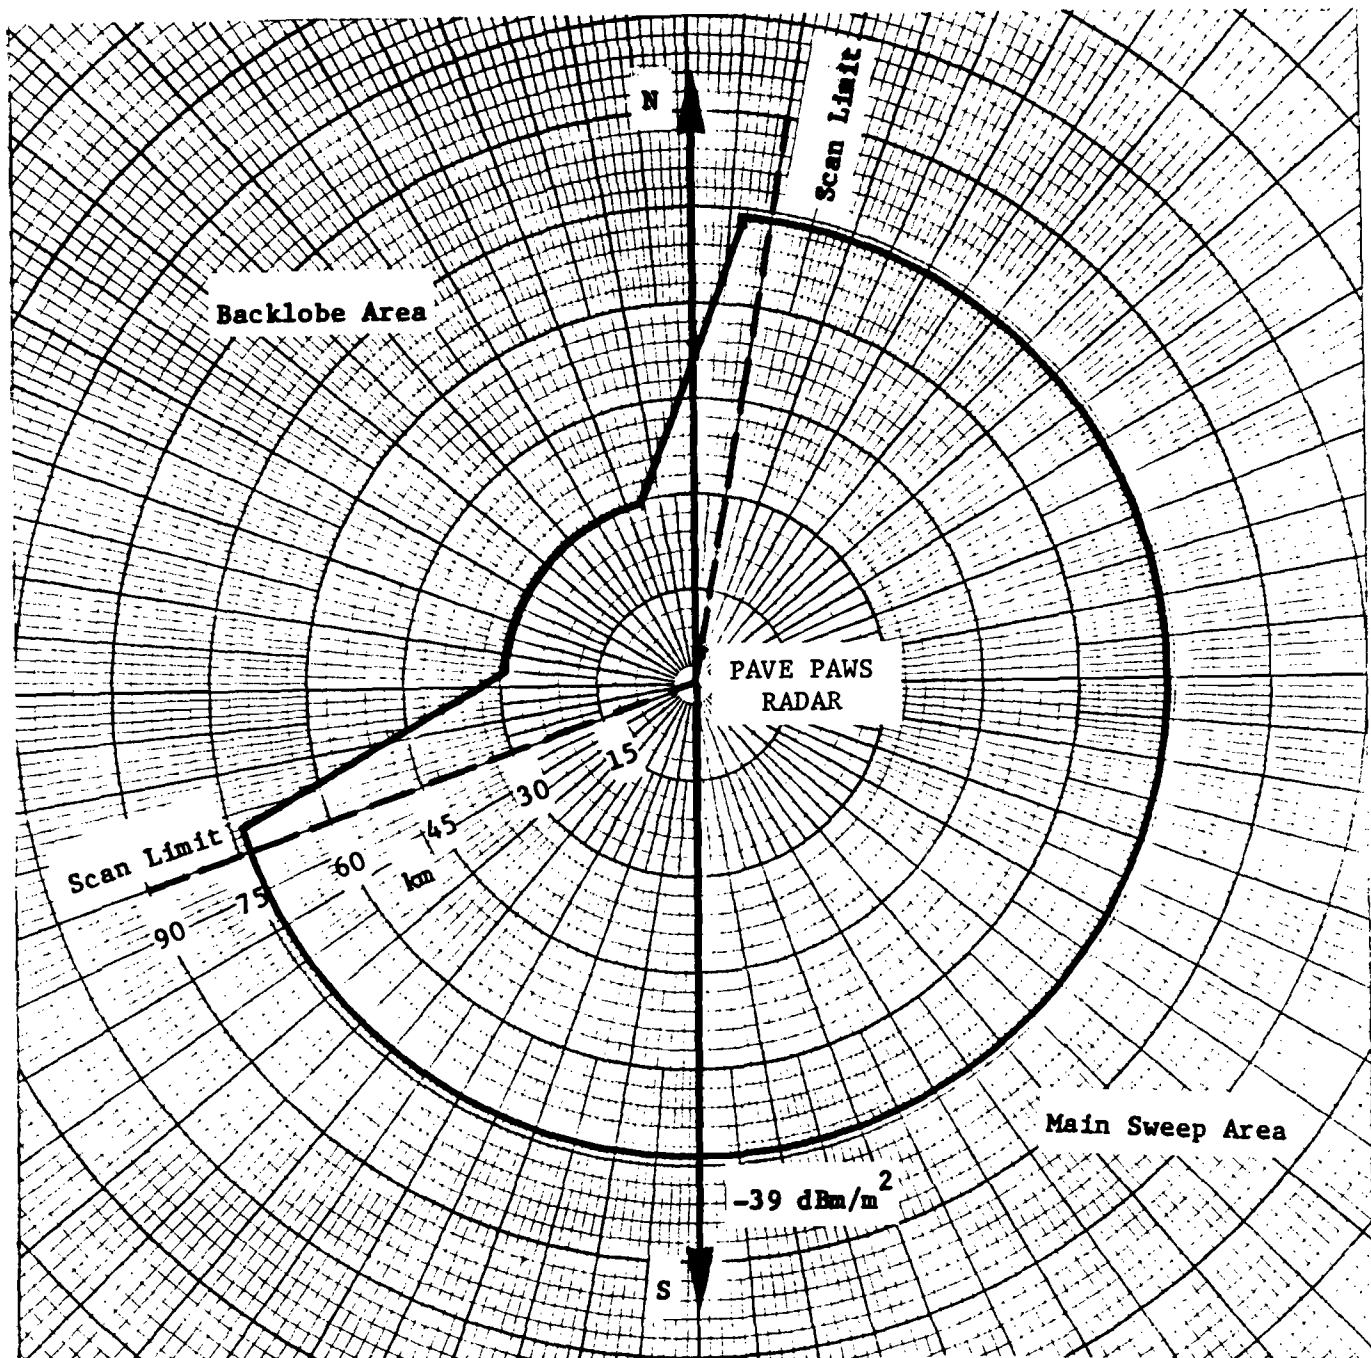 N
Scan Limit
Backlobe Area
PAVE PAWS
RADAR
15
30
45
60
km
Scan Limit
75
90
Main Sweep Area
-39 dBm/m²
S